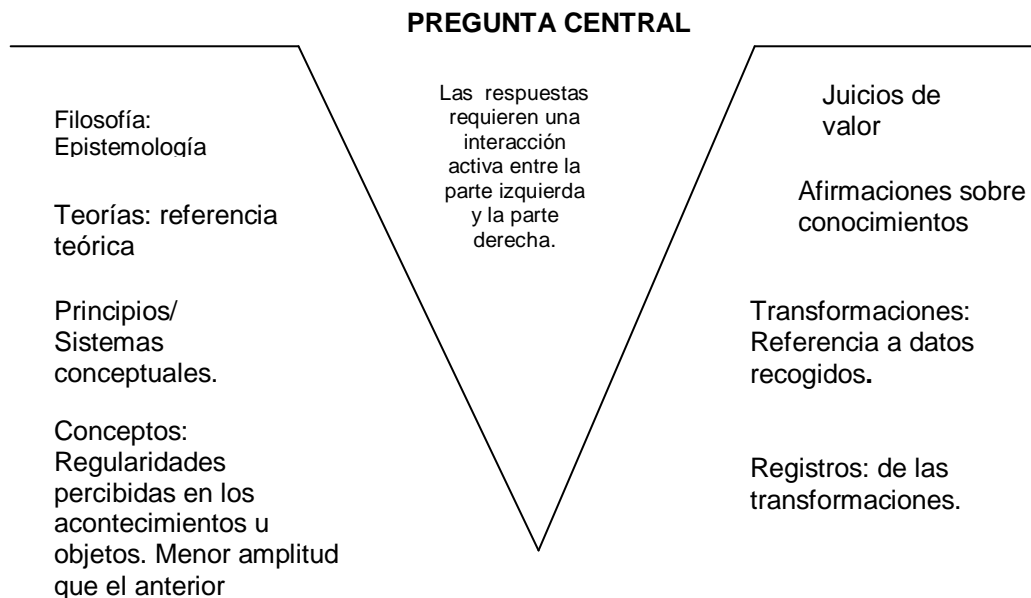 PREGUNTA CENTRAL
Filosofía:
Epistemología
Teorías: referencia
teórica
Principios/
Sistemas
conceptuales.
Conceptos:
Regularidades
percibidas en los
acontecimientos u
objetos. Menor amplitud
que el anterior
Las respuestas
requieren una
interacción
activa entre la
parte izquierda
y la parte
derecha.
Juicios de
valor
Afirmaciones sobre
conocimientos
Transformaciones:
Referencia a datos
recogidos.
Registros: de las
transformaciones.